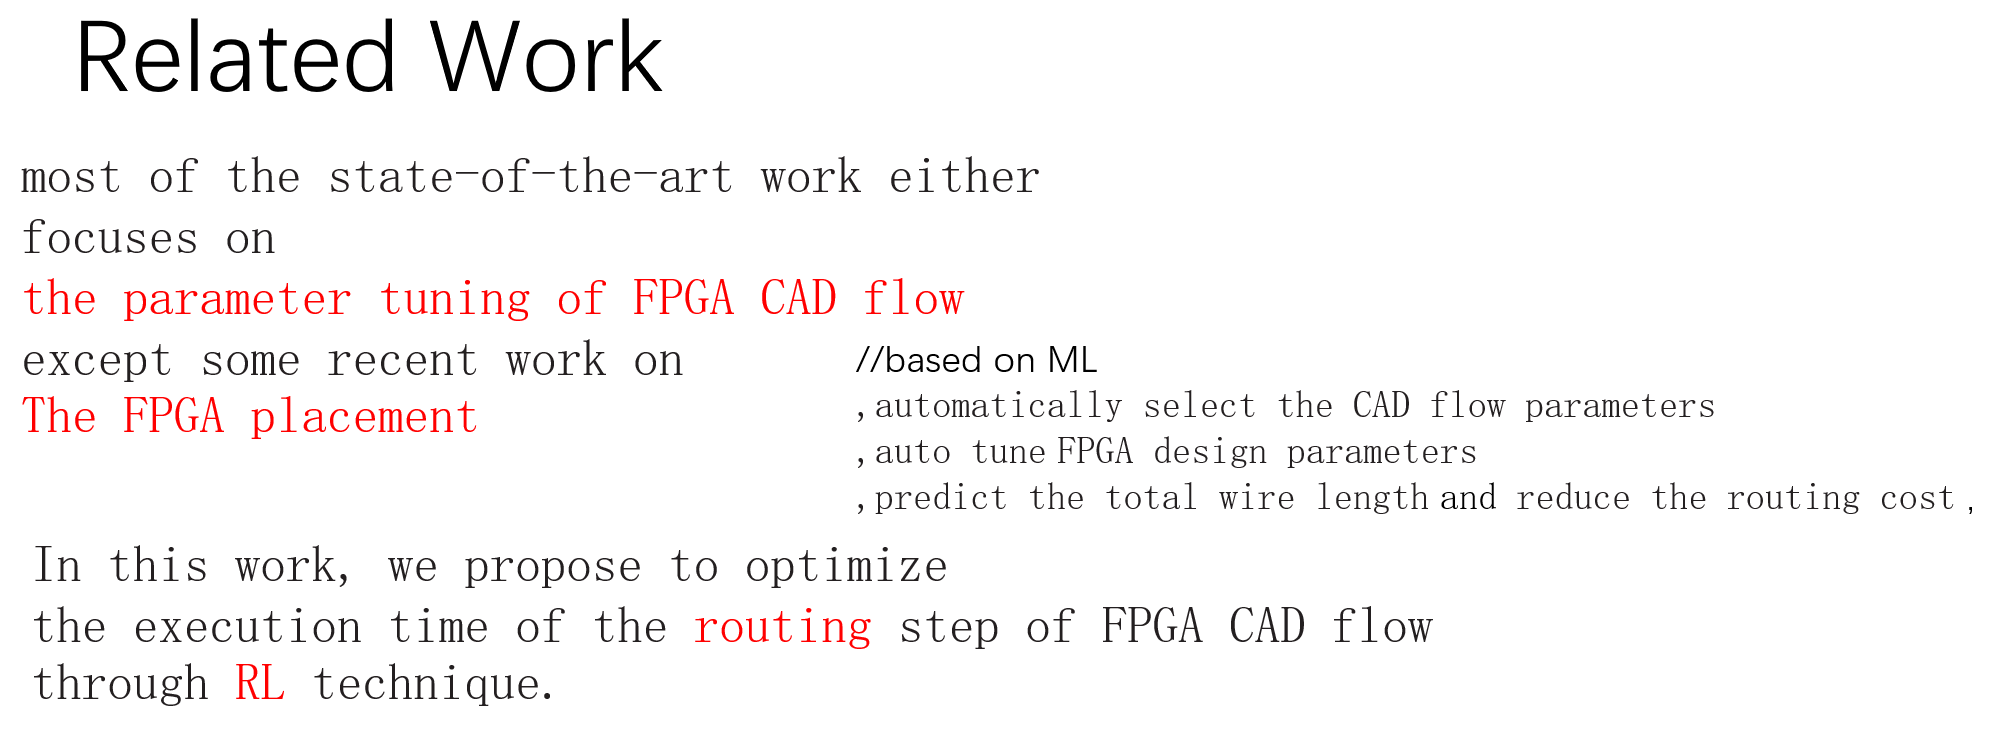 Related Work
most of the state-of-the-art work either
focuses on
the parameter tuning of FPGA CAD flow
except some recent work on
The FPGA placement
//based on ML
,automatically select the CAD flow parameters
,auto tune FPGA design parameters
,predict the total wire length and reduce the routing cost ,
In this work, we propose to optimize
the execution time of the routing step of FPGA CAD flow
through RL technique.